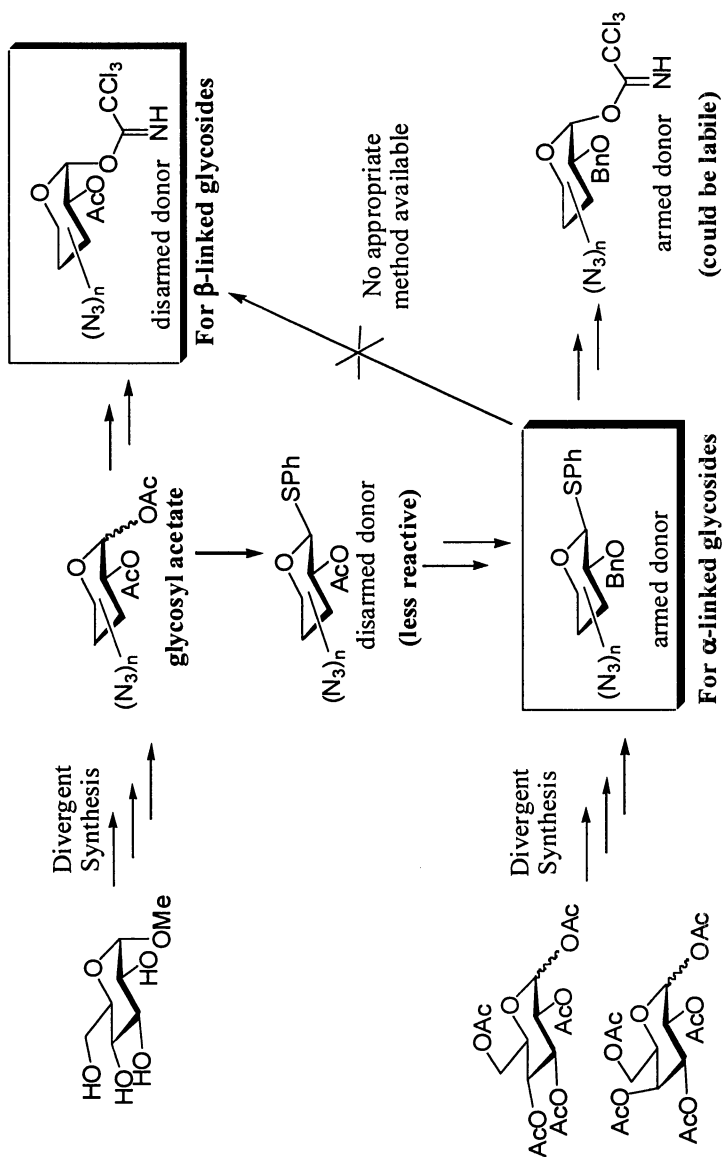 Divergent
Synthesis
HO
HO
HO
HO
OMe
(N3)n
O
AcO
OAc
glycosyl acetate
(N3)n
O
AcO
O
CCl3
NH
disarmed donor
For β-linked glycosides
(N3)n
O
AcO
SPh
disarmed donor
(less reactive)
No appropriate
method available
OAc
O
AcO
AcO
AcO
OAc
AcO
OAc
O
AcO
AcO
OAc
Divergent
Synthesis
(N3)n
O
BnO
SPh
armed donor
For α-linked glycosides
(N3)n
O
BnO
O
CCl3
NH
armed donor
(could be labile)